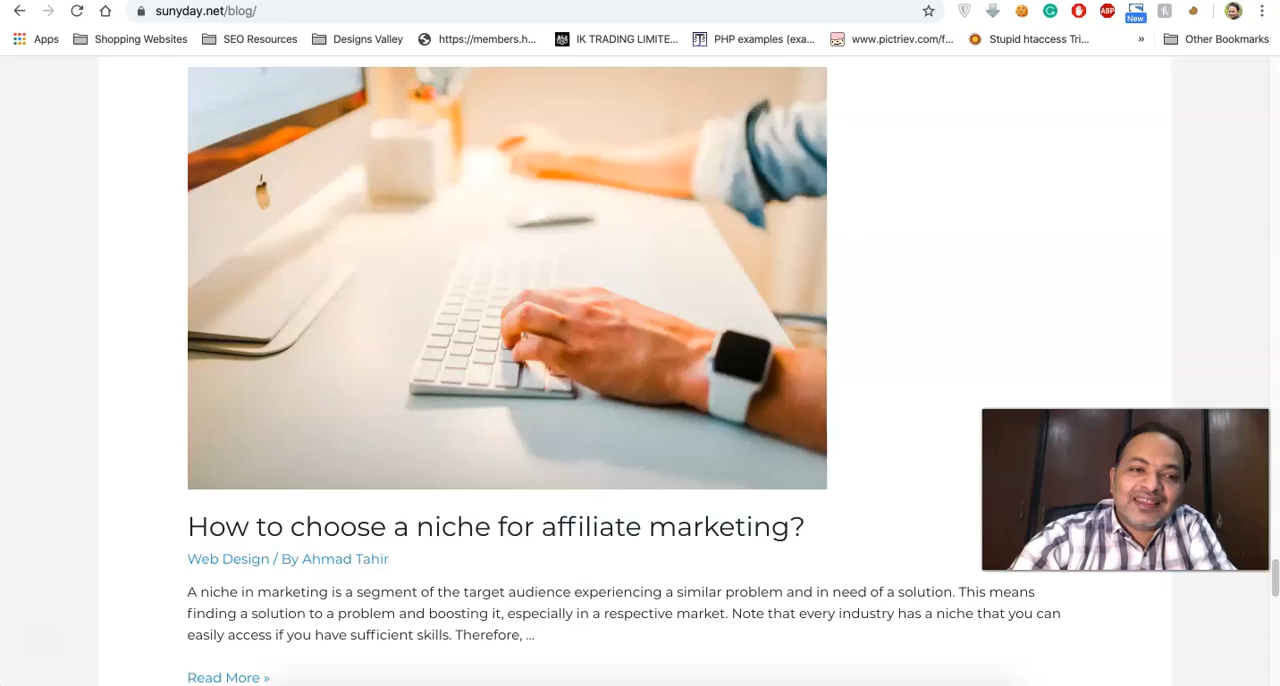 sunyday.net/blog/
ABP
New
Apps Shopping Websites SEO Resources Designs Valley https://members.h... IK TRADING LIMITE... PHP examples (exa... www.pictriev.com/f... Stupid htaccess Tri... » Other Bookmarks
How to choose a niche for affiliate marketing?
Web Design / By Ahmad Tahir
A niche in marketing is a segment of the target audience experiencing a similar problem and in need of a solution. This means
finding a solution to a problem and boosting it, especially in a respective market. Note that every industry has a niche that you can
easily access if you have sufficient skills. Therefore, ...
Read More »